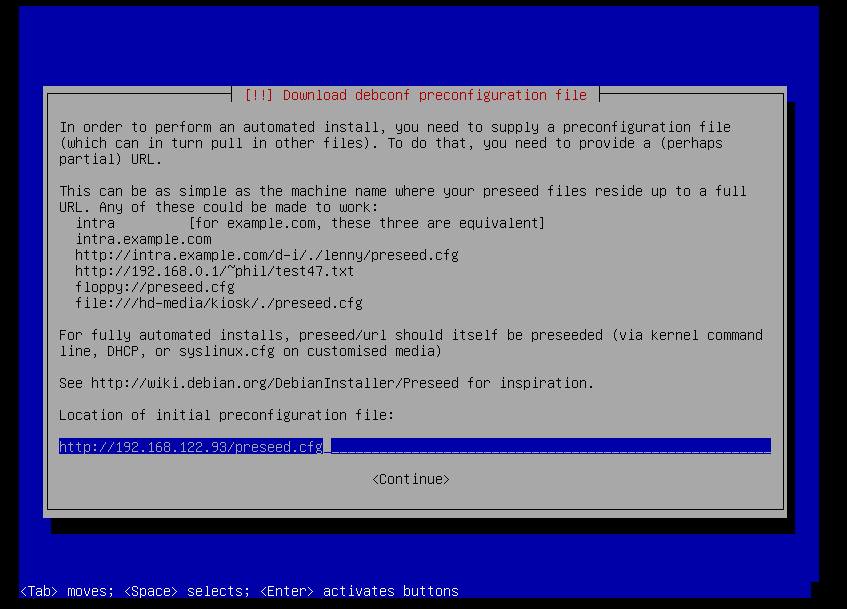 [!!] Download debconf preconfiguration file
In order to perform an automated install, you need to supply a preconfiguration file
(which can in turn pull in other files). To do that, you need to provide a (perhaps
partial) URL.
This can be as simple as the machine name where your preseed files reside up to a full
URL. Any of these could be made to work:
intra [for example.com, these three are equivalent]
intra.example.com
http://intra.example.com/d-i/./lenny/preseed.cfg
http://192.168.0.1/~phil/test47.txt
floppy://preseed.cfg
file:///hd-media/kiosk/./preseed.cfg
For fully automated installs, preseed/url should itself be preseeded (via kernel command
line, DHCP, or syslinux.cfg on customised media)
See http://wiki.debian.org/DebianInstaller/Preseed for inspiration.
Location of initial preconfiguration file:
http://192.168.122.93/preseed.cfg
<Continue>
<Tab> moves; <Space> selects; <Enter> activates buttons